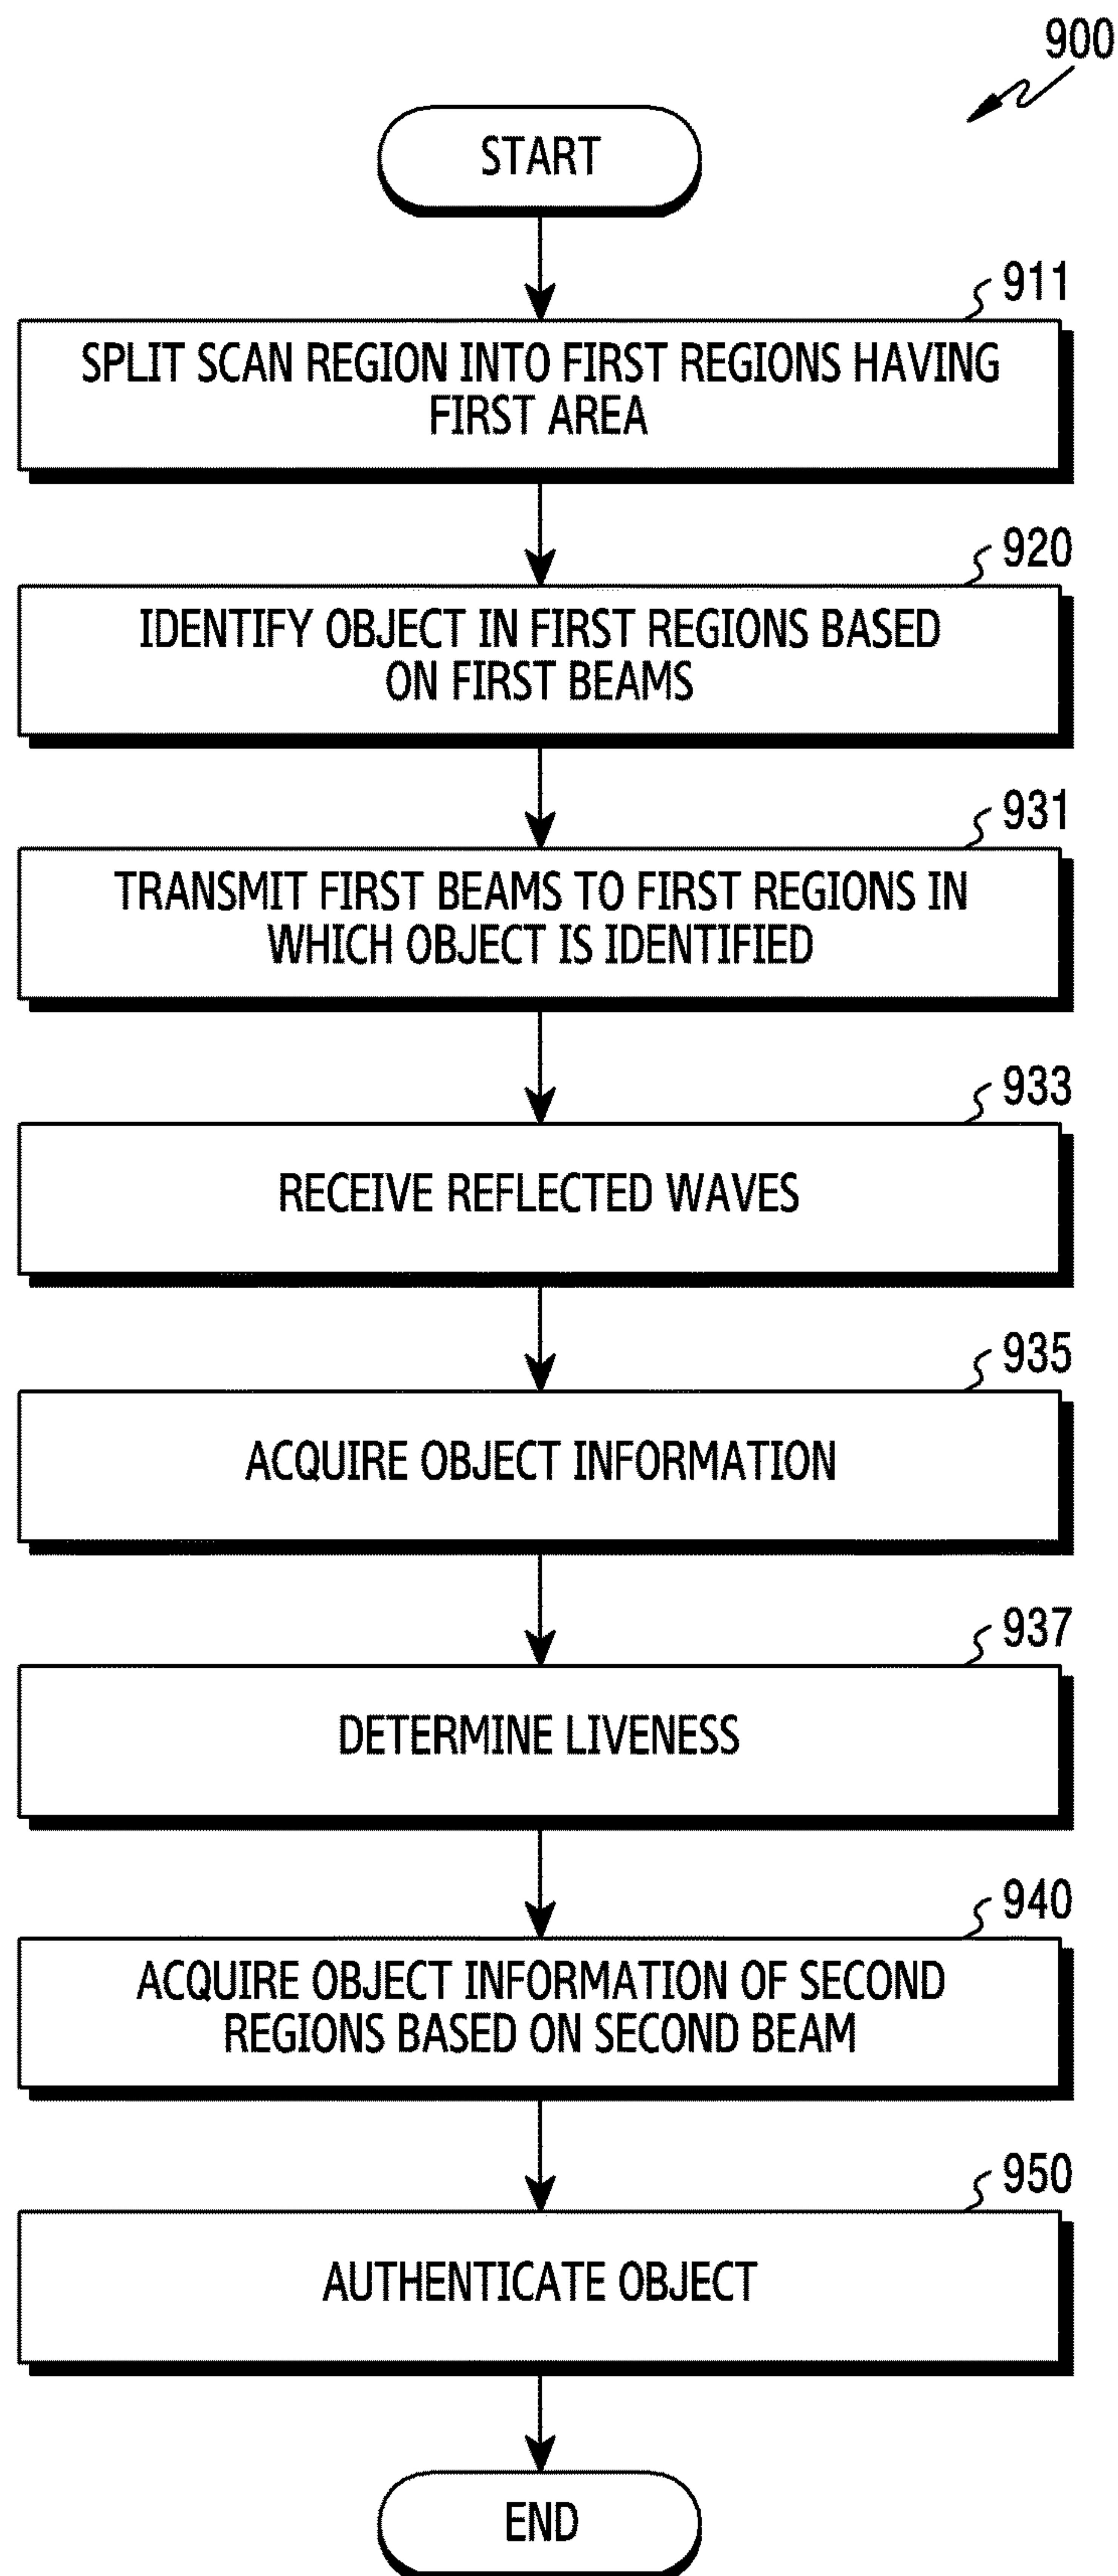 900
START
911
SPLIT SCAN REGION INTO FIRST REGIONS HAVING
FIRST AREA
920
IDENTIFY OBJECT IN FIRST REGIONS BASED
ON FIRST BEAMS
931
TRANSMIT FIRST BEAMS TO FIRST REGIONS IN
WHICH OBJECT IS IDENTIFIED
933
RECEIVE REFLECTED WAVES
935
ACQUIRE OBJECT INFORMATION
937
DETERMINE LIVENESS
940
ACQUIRE OBJECT INFORMATION OF SECOND
REGIONS BASED ON SECOND BEAM
950
AUTHENTICATE OBJECT
END